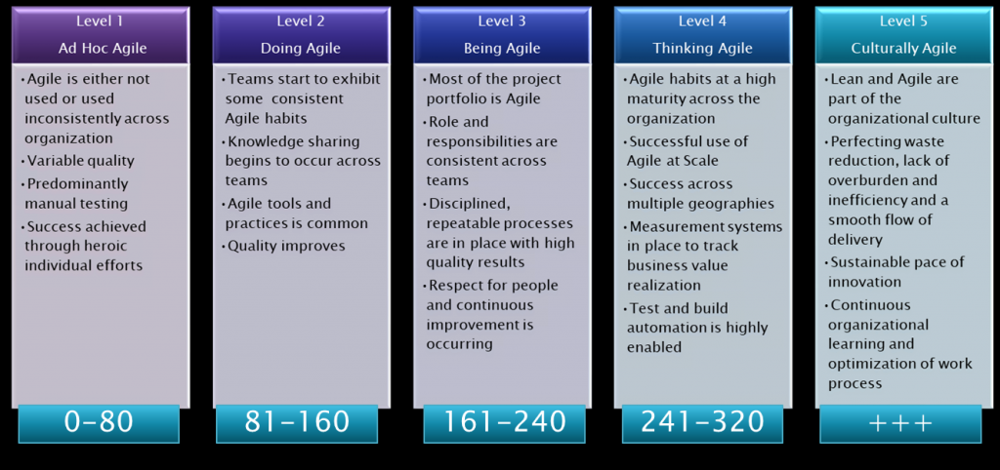 Level 1
Ad Hoc Agile
•Agile is either not
used or used
inconsistently across
organization
•Variable quality
•Predominantly
manual testing
•Success achieved
through heroic
individual efforts
0-80
Level 2
Doing Agile
•Teams start to exhibit
some consistent
Agile habits
•Knowledge sharing
begins to occur across
teams
•Agile tools and
practices is common
•Quality improves
81-160
Level 3
Being Agile
•Most of the project
portfolio is Agile
•Role and
responsibilities are
consistent across
teams
•Disciplined,
repeatable processes
are in place with high
quality results
•Respect for people
and continuous
improvement is
occurring
161-240
Level 4
Thinking Agile
•Agile habits at a high
maturity across the
organization
•Successful use of
Agile at Scale
•Success across
multiple geographies
•Measurement systems
in place to track
business value
realization
•Test and build
automation is highly
enabled
241-320
Level 5
Culturally Agile
•Lean and Agile are
part of the
organizational culture
•Perfecting waste
reduction, lack of
overburden and
inefficiency and a
smooth flow of
delivery
•Sustainable pace of
innovation
•Continuous
organizational
learning and
optimization of work
process
+++